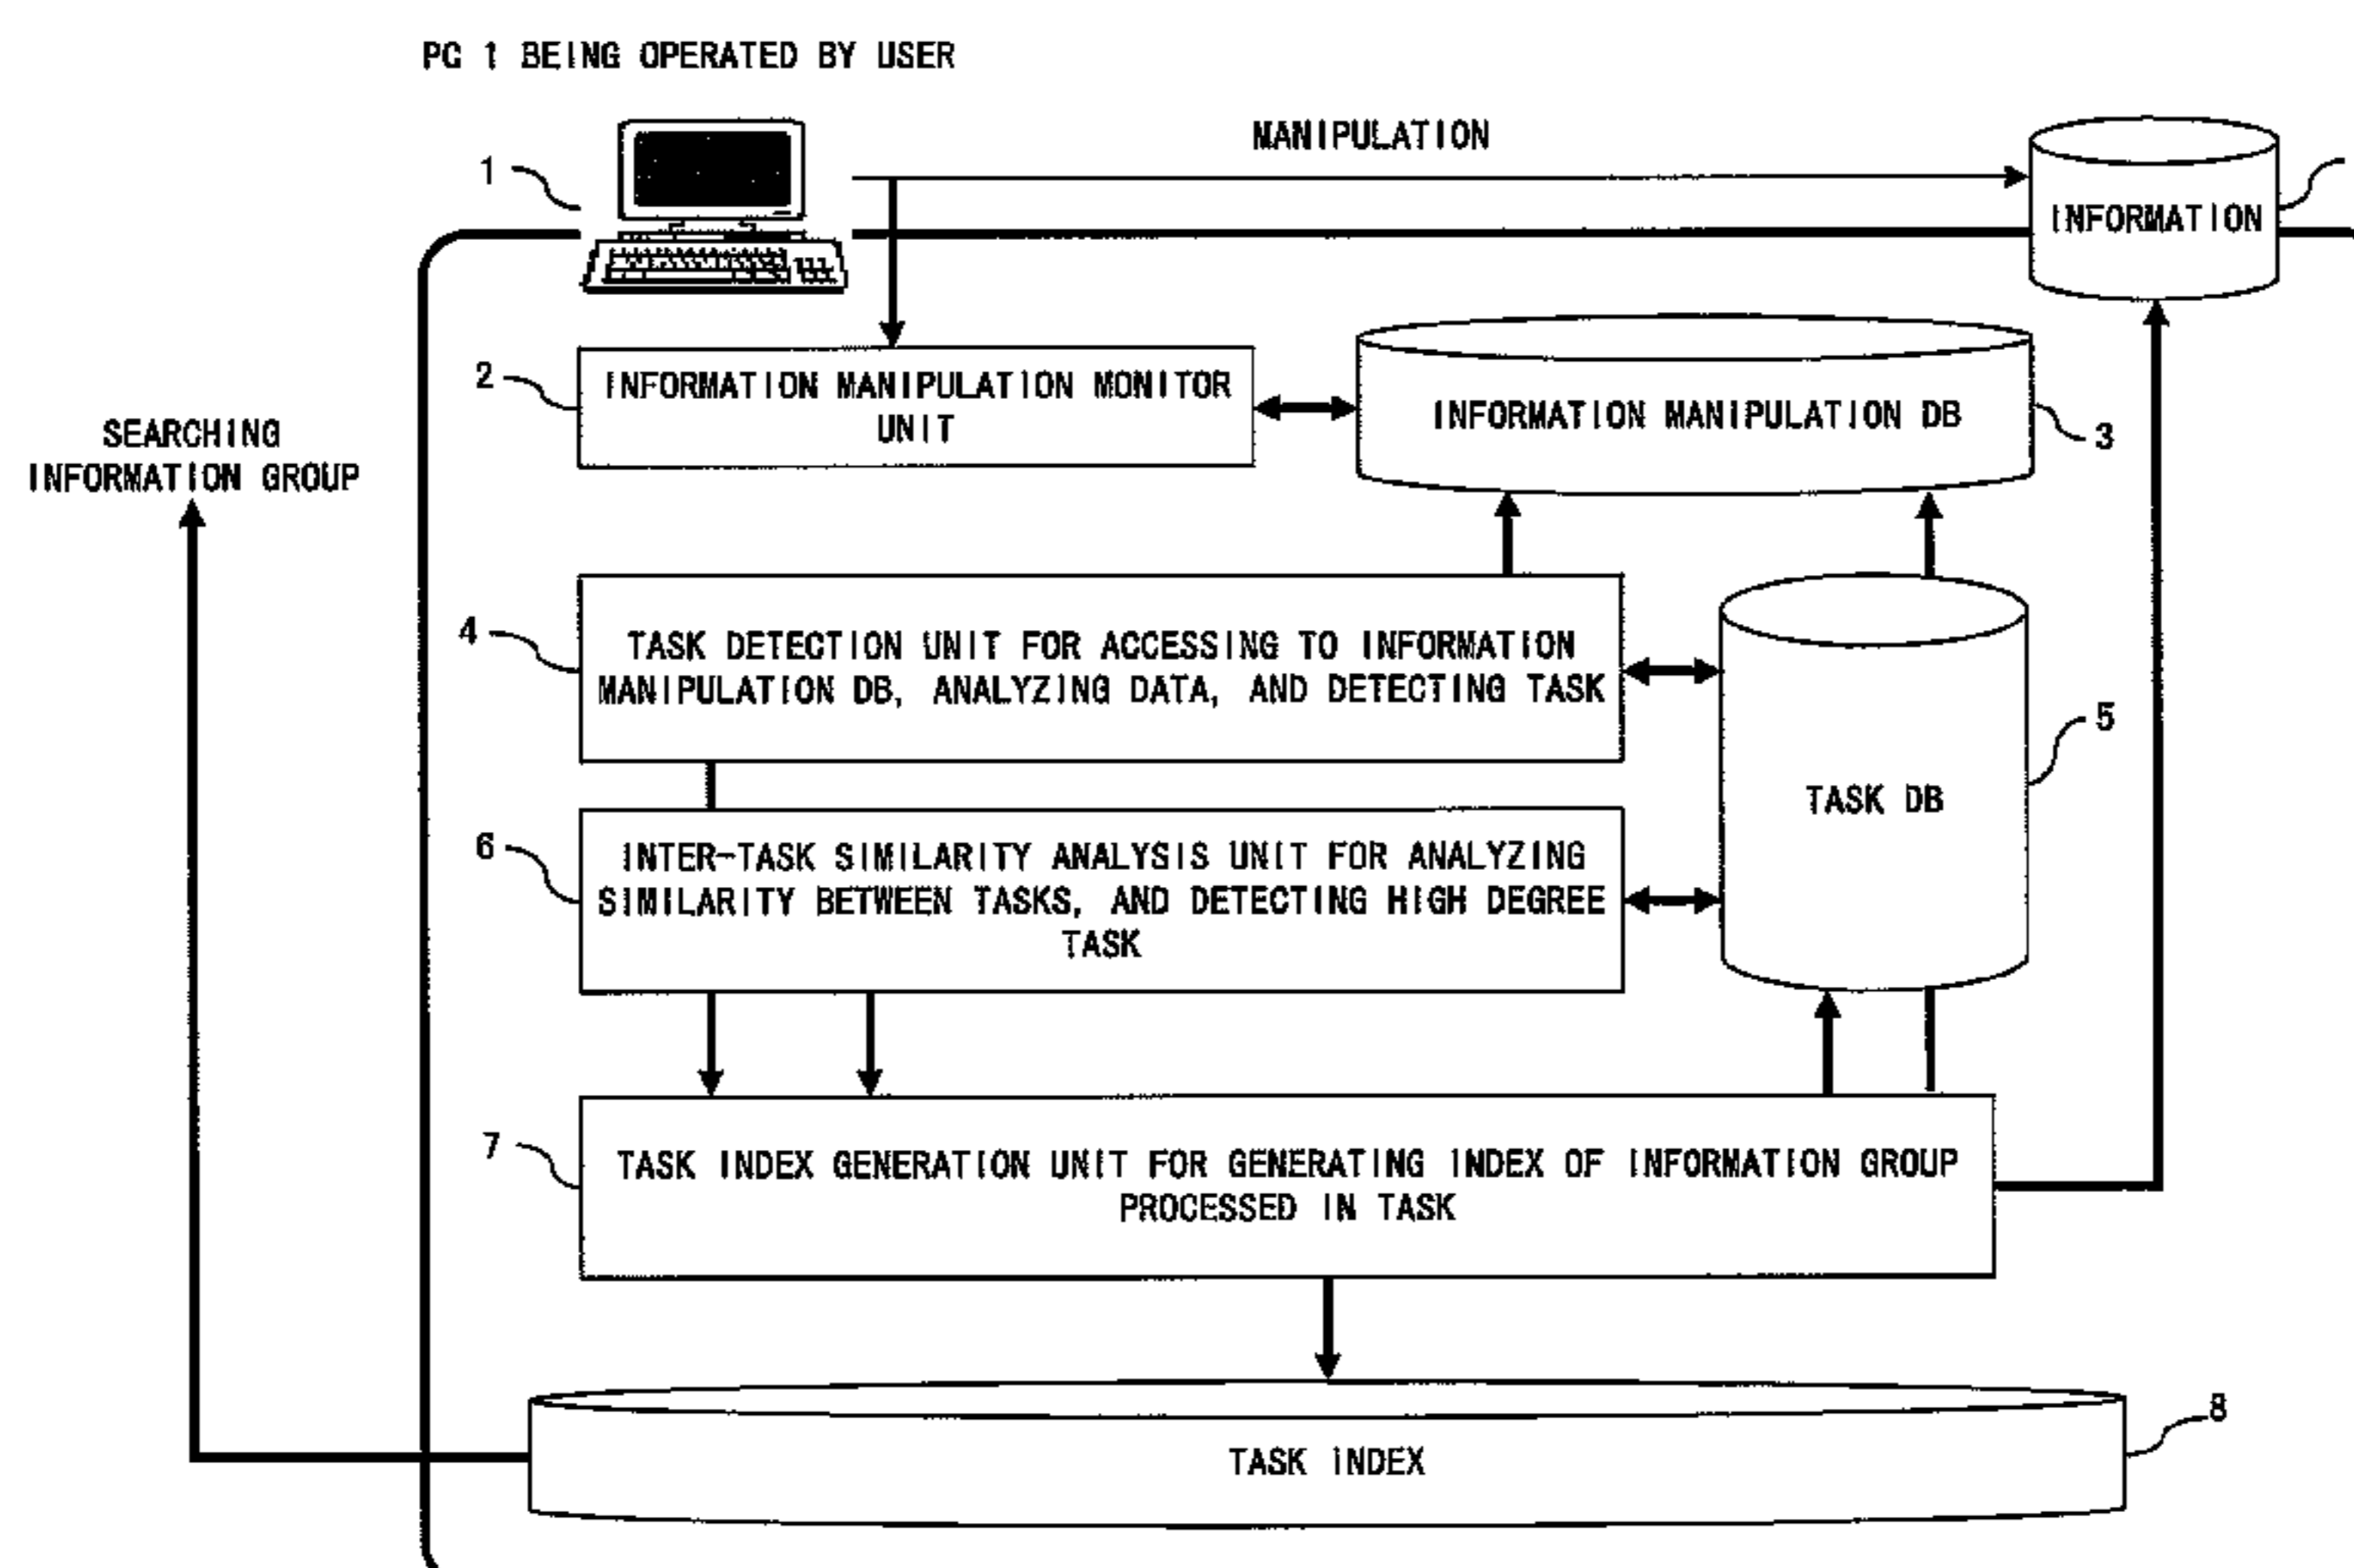 PC 1 BEING OPERATED BY USER
MANIPULATION
1
INFORMATION
2
INFORMATION MANIPULATION MONITOR
UNIT
INFORMATION MANIPULATION DB
3
SEARCHING
INFORMATION GROUP
4
TASK DETECTION UNIT FOR ACCESSING TO INFORMATION
MANIPULATION DB, ANALYZING DATA, AND DETECTING TASK
5
TASK DB
6
INTER-TASK SIMILARITY ANALYSIS UNIT FOR ANALYZING
SIMILARITY BETWEEN TASKS, AND DETECTING HIGH DEGREE
TASK
7
TASK INDEX GENERATION UNIT FOR GENERATING INDEX OF INFORMATION GROUP
PROCESSED IN TASK
8
TASK INDEX